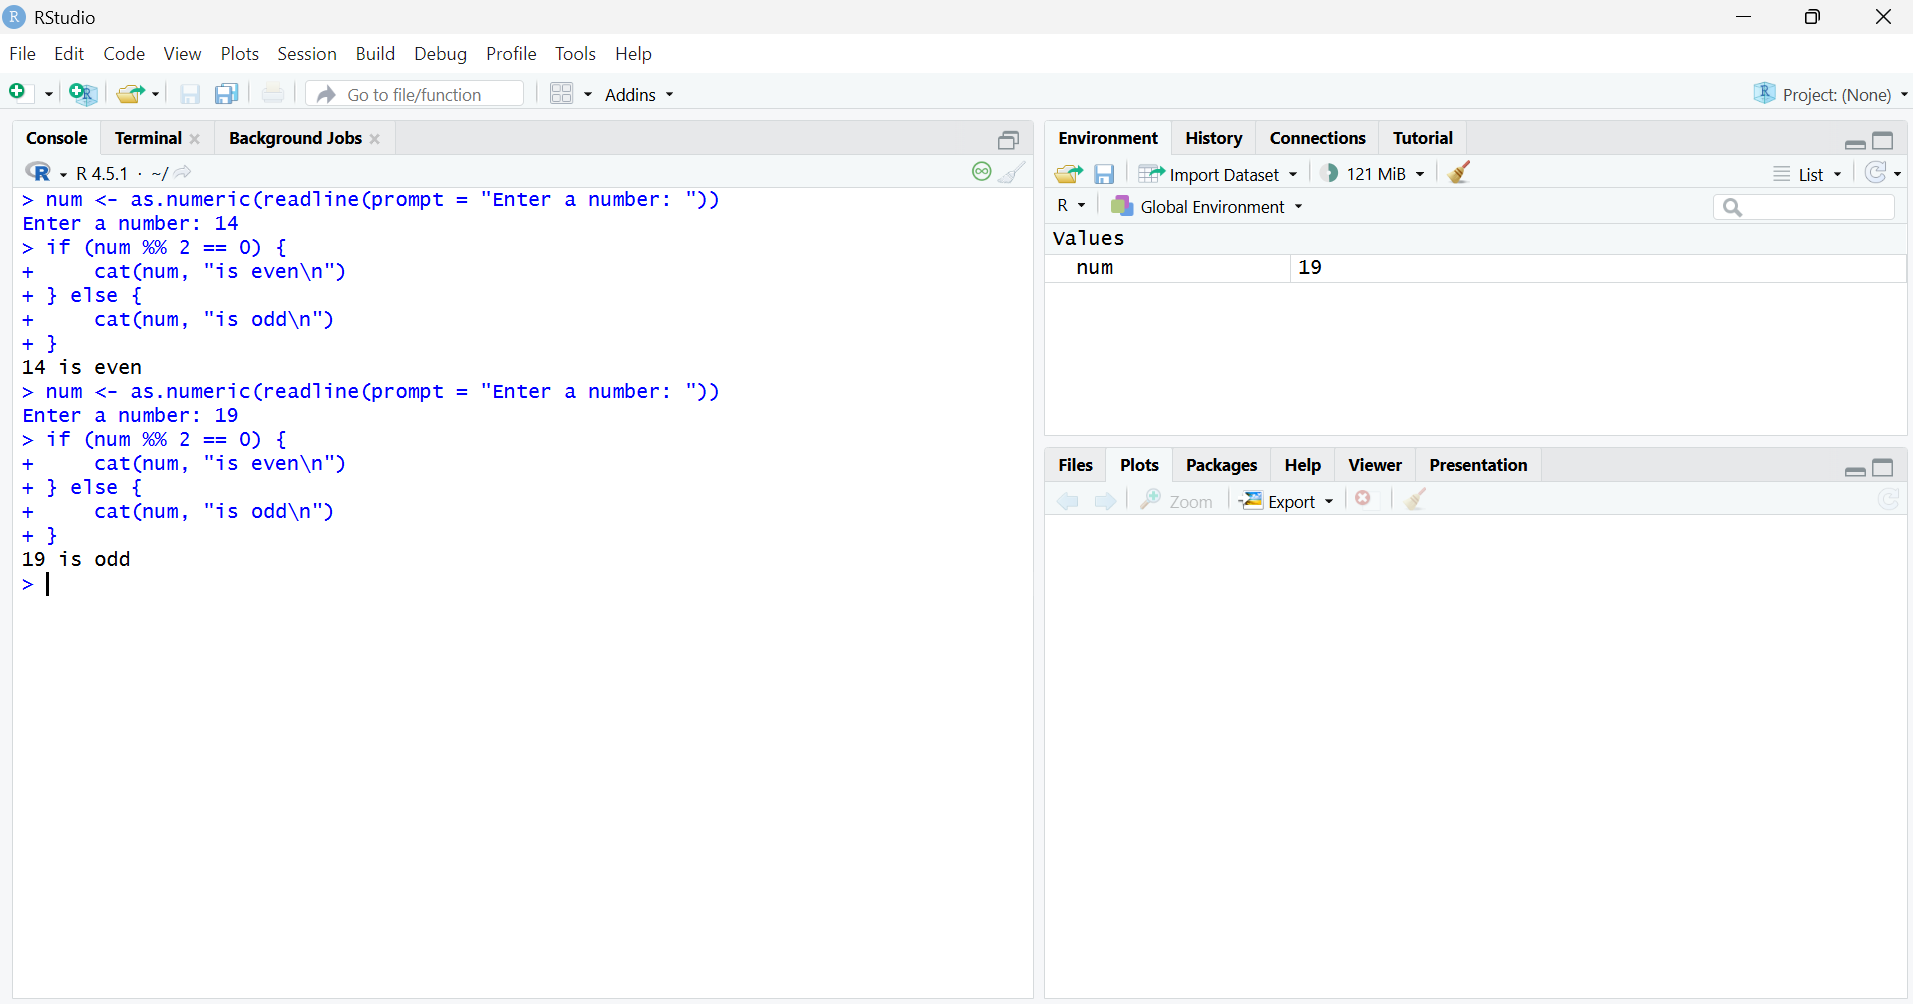 RStudio
File Edit Code View Plots Session Build Debug Profile Tools Help
Go to file/function Addins Project: (None)
Console Terminal Background Jobs
R 4.5.1 · ~/
> num <- as.numeric(readline(prompt = "Enter a number: "))
Enter a number: 14
> if (num %% 2 == 0) {
+     cat(num, "is even\n")
+ } else {
+     cat(num, "is odd\n")
+ }
14 is even
> num <- as.numeric(readline(prompt = "Enter a number: "))
Enter a number: 19
> if (num %% 2 == 0) {
+     cat(num, "is even\n")
+ } else {
+     cat(num, "is odd\n")
+ }
19 is odd
>
Environment History Connections Tutorial
Import Dataset 121 MiB List
R Global Environment
Values
num 19
Files Plots Packages Help Viewer Presentation
Zoom Export